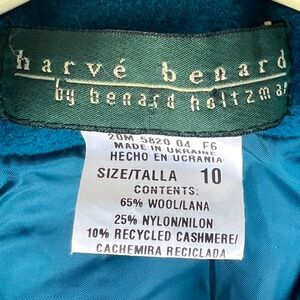 harvé benard
by benard holtzma
20M 5820 04 F6
MADE IN UKRAINE
HECHO EN UCRANIA
SIZE/TALLA 10
CONTENTS:
65% WOOL/LANA
25% NYLON/NILON
10% RECYCLED CASHMERE/
CACHEMIRA RECICLADA